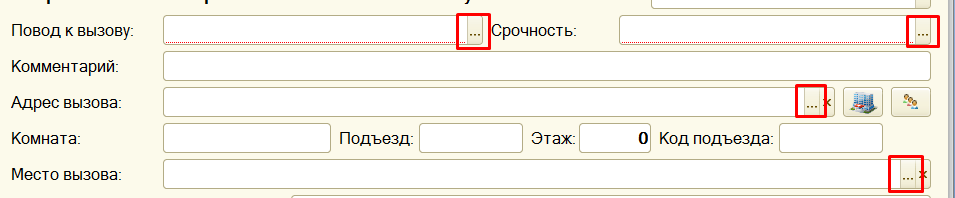 Повод к вызову: ... Срочность: ...
Комментарий:
Адрес вызова: ... ×
Комната: Подъезд: Этаж: 0 Код подъезда:
Место вызова: ... ×